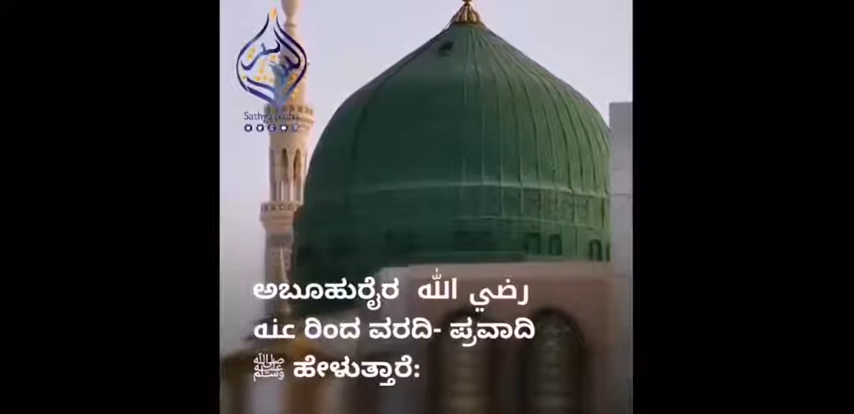 ಅಬೂಹುರೈರ رضي الله
عنه ರಿಂದ ವರದಿ- ಪ್ರವಾದಿ
ﷺ ಹೇಳುತ್ತಾರೆ: